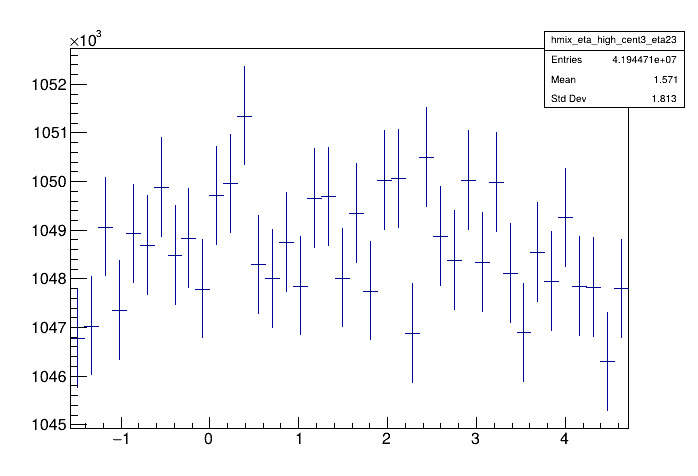 ×10³
hmix_eta_high_cent3_eta23
Entries 4.194471e+07
Mean 1.571
Std Dev 1.813
1052
1051
1050
1049
1048
1047
1046
1045
−1 0 1 2 3 4